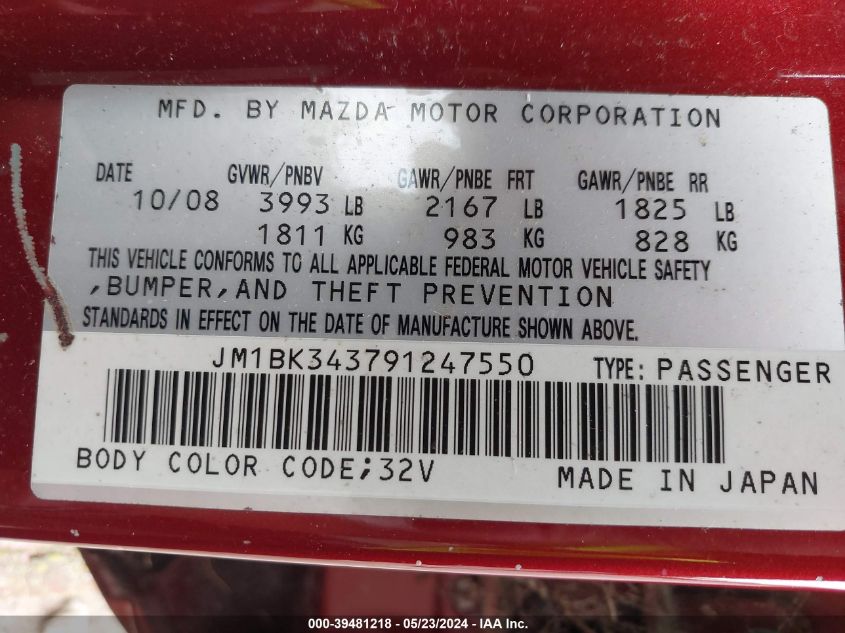 MFD. BY MAZDA MOTOR CORPORATION
DATE GVWR/PNBV GAWR/PNBE FRT GAWR/PNBE RR
10/08 3993 LB 2167 LB 1825 LB
1811 KG 983 KG 828 KG
THIS VEHICLE CONFORMS TO ALL APPLICABLE FEDERAL MOTOR VEHICLE SAFETY
,BUMPER,AND THEFT PREVENTION
STANDARDS IN EFFECT ON THE DATE OF MANUFACTURE SHOWN ABOVE.
JM1BK343791247550 TYPE: PASSENGER
BODY COLOR CODE;32V MADE IN JAPAN
000-39481218 - 05/23/2024 - IAA Inc.